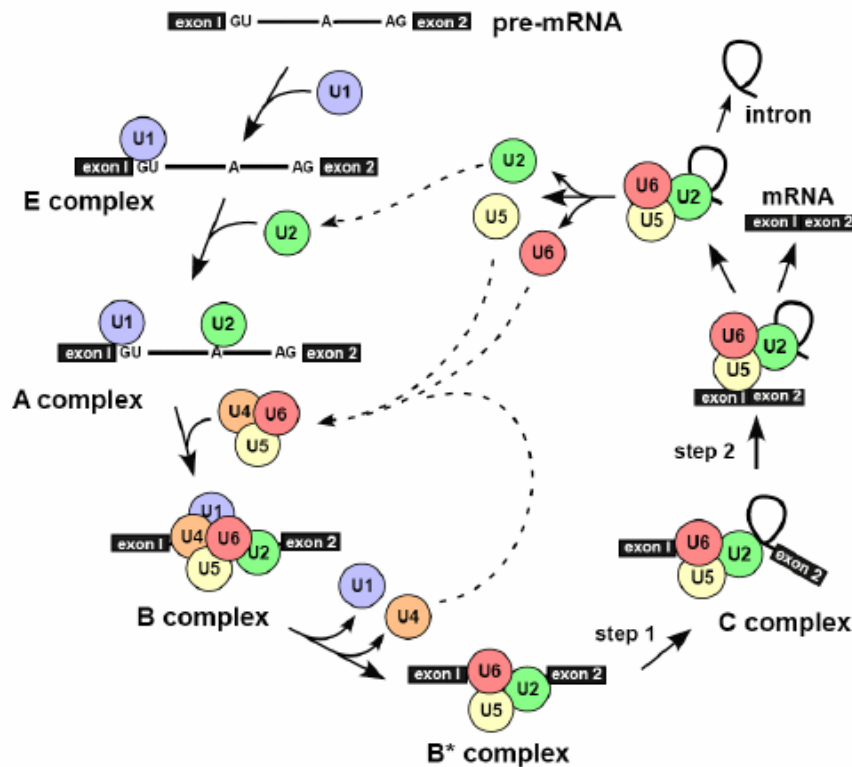 exon I GU A AG exon 2 pre-mRNA
U1
intron
U1
exon I GU A AG exon 2
E complex
U2
U2
U5
U6
U6
U2
U5
mRNA
exon I exon 2
U1
U2
exon I GU A AG exon 2
A complex
U4
U6
U5
U6
U2
U5
exon I exon 2
step 2
U1
U4
U6
U2
U5
exon I
exon 2
B complex
U1
U4
step 1
exon I
U6
U2
U5
exon 2
C complex
exon I
U6
U2
U5
exon 2
B* complex